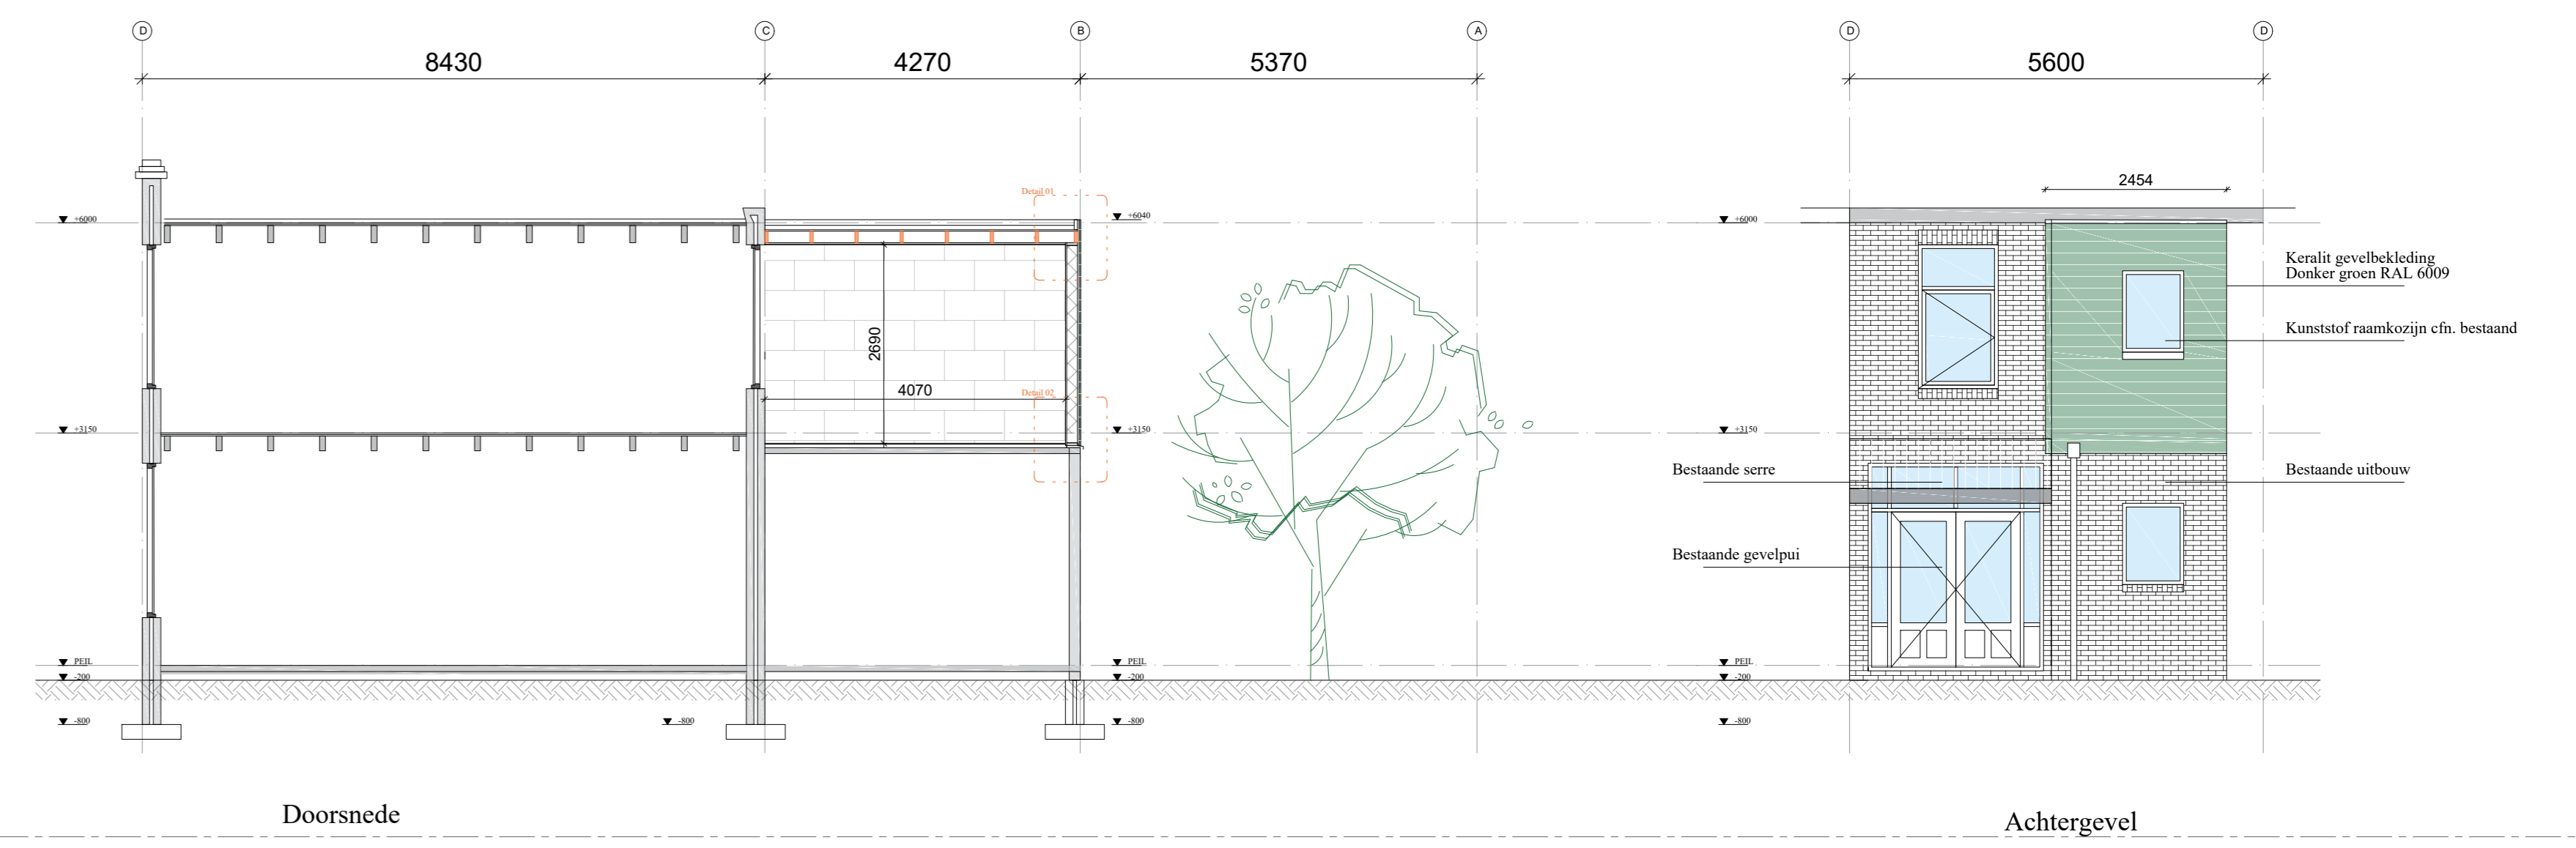 D
C
B
A
D
D
8430
4270
5370
5600
2454
Detail 01
+6000
+6040
+6000
Keralit gevelbekleding
Donker groen RAL 6009
Kunststof raamkozijn cfn. bestaand
2690
4070
Detail 02
+3150
+3150
+3150
Bestaande serre
Bestaande uitbouw
Bestaande gevelpui
PEIL
PEIL
PEIL
-200
-200
-200
-800
-800
-800
-800
Doorsnede
Achtergevel